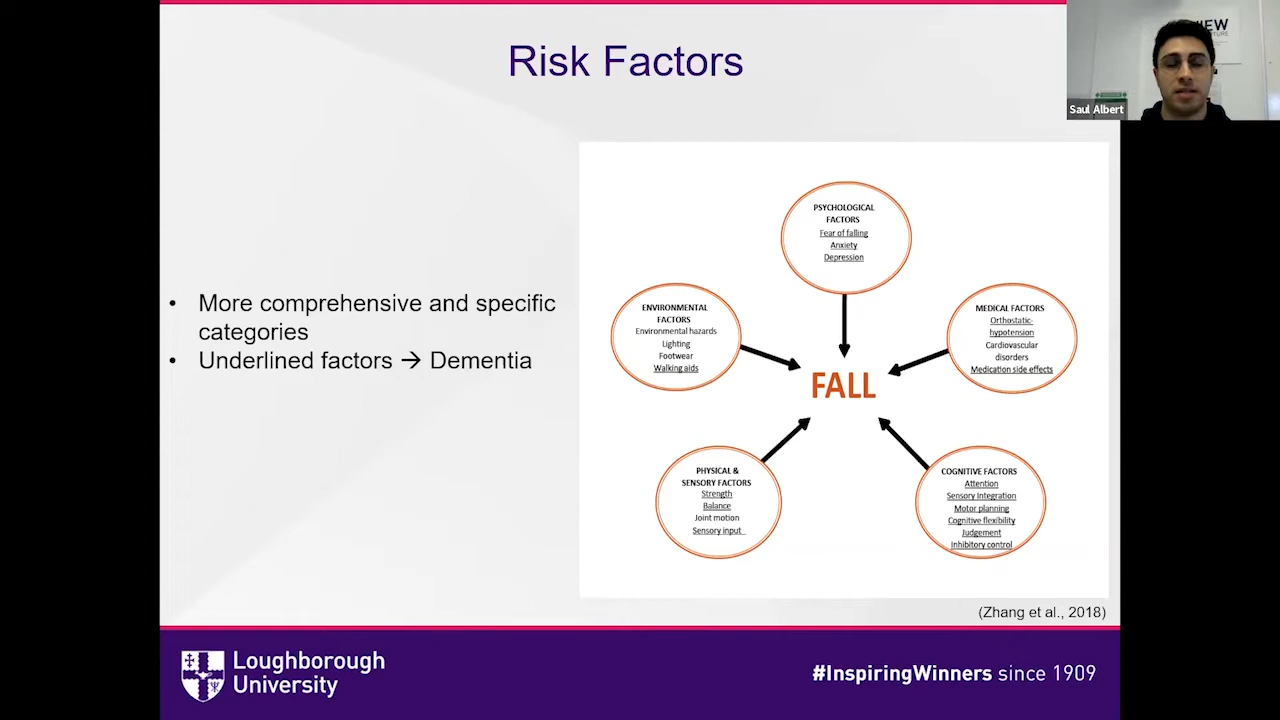 Risk Factors
Saul Albert
• More comprehensive and specific
categories
• Underlined factors → Dementia
PSYCHOLOGICAL
FACTORS
Fear of falling
Anxiety
Depression
ENVIRONMENTAL
FACTORS
Environmental hazards
Lighting
Footwear
Walking aids
MEDICAL FACTORS
Orthostatic-
hypotension
Cardiovascular
disorders
Medication side effects
FALL
PHYSICAL &
SENSORY FACTORS
Strength
Balance
Joint motion
Sensory input
COGNITIVE FACTORS
Attention
Sensory Integration
Motor planning
Cognitive flexibility
Judgement
Inhibitory control
(Zhang et al., 2018)
Loughborough
University
#InspiringWinners since 1909